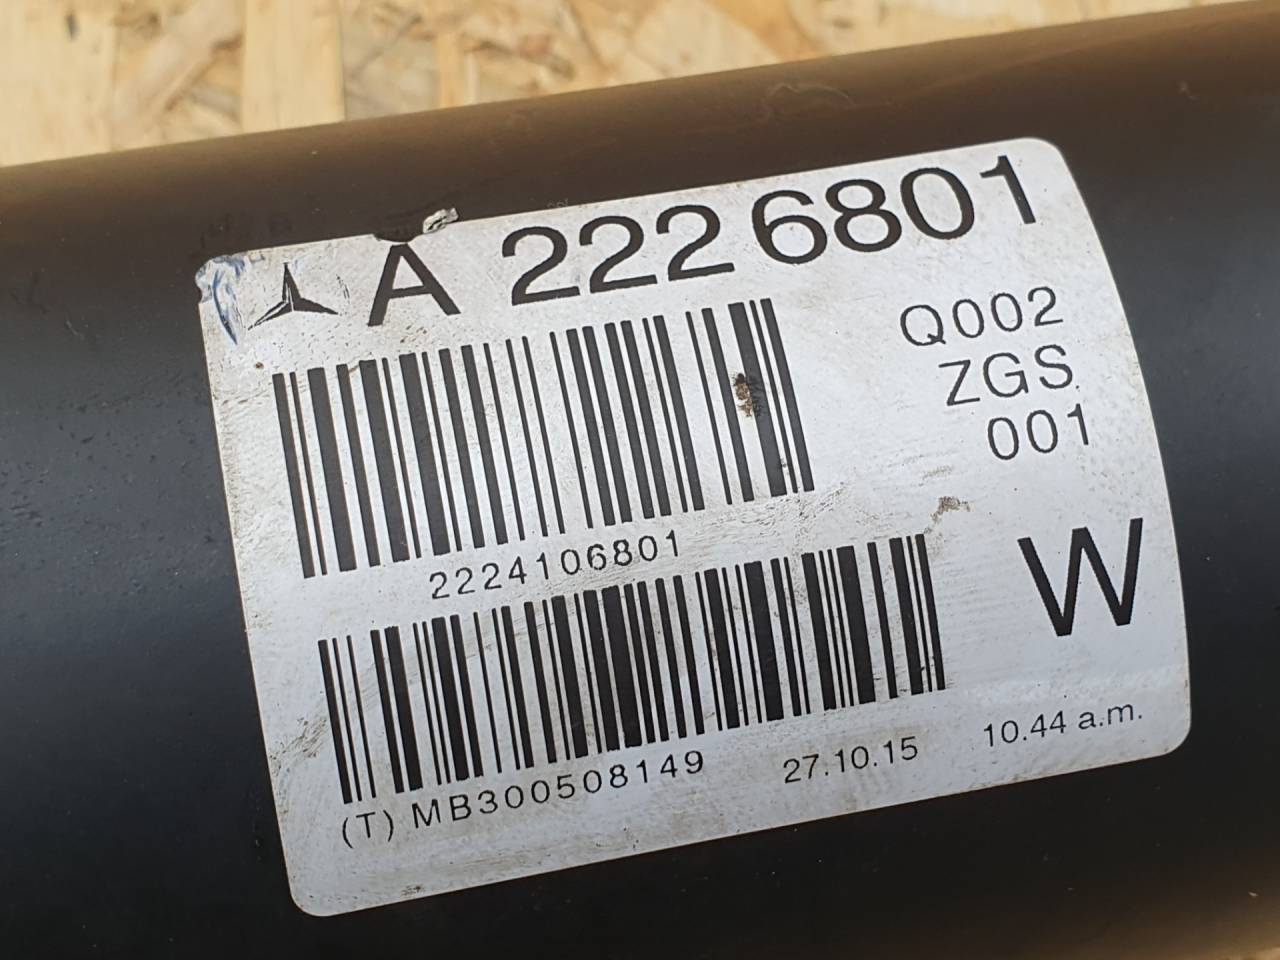 A 222 6801
Q002
ZGS
001
2224106801
W
(T) MB300508149 27.10.15 10.44 a.m.